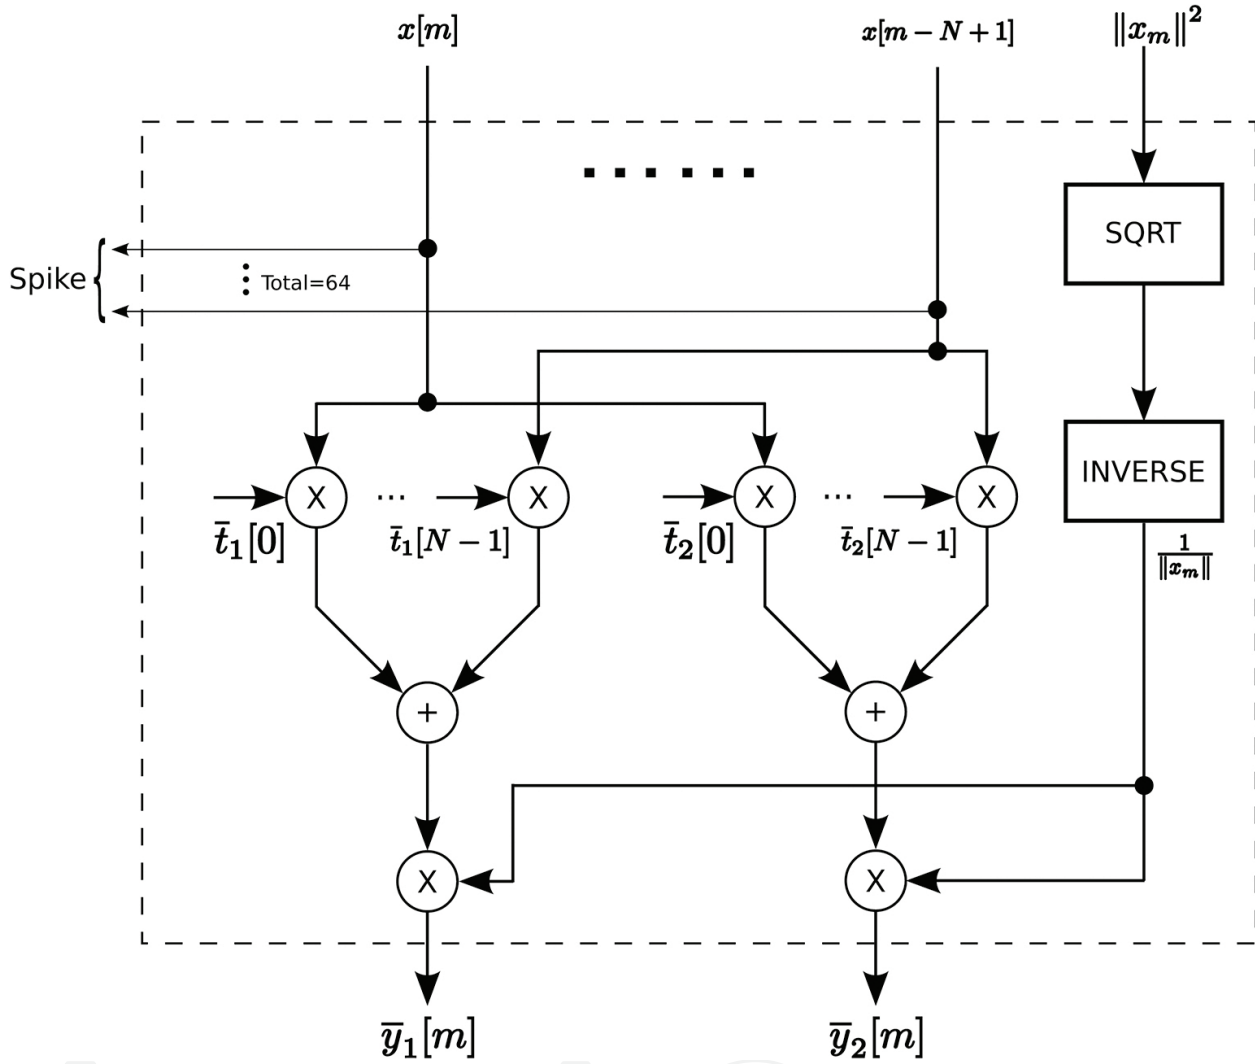 x[m]
x[m − N + 1]
‖x_m‖²
SQRT
Spike
Total=64
INVERSE
X
...
X
X
...
X
t̄₁[0]
t̄₁[N − 1]
t̄₂[0]
t̄₂[N − 1]
1/‖x_m‖
+
+
X
X
ȳ₁[m]
ȳ₂[m]